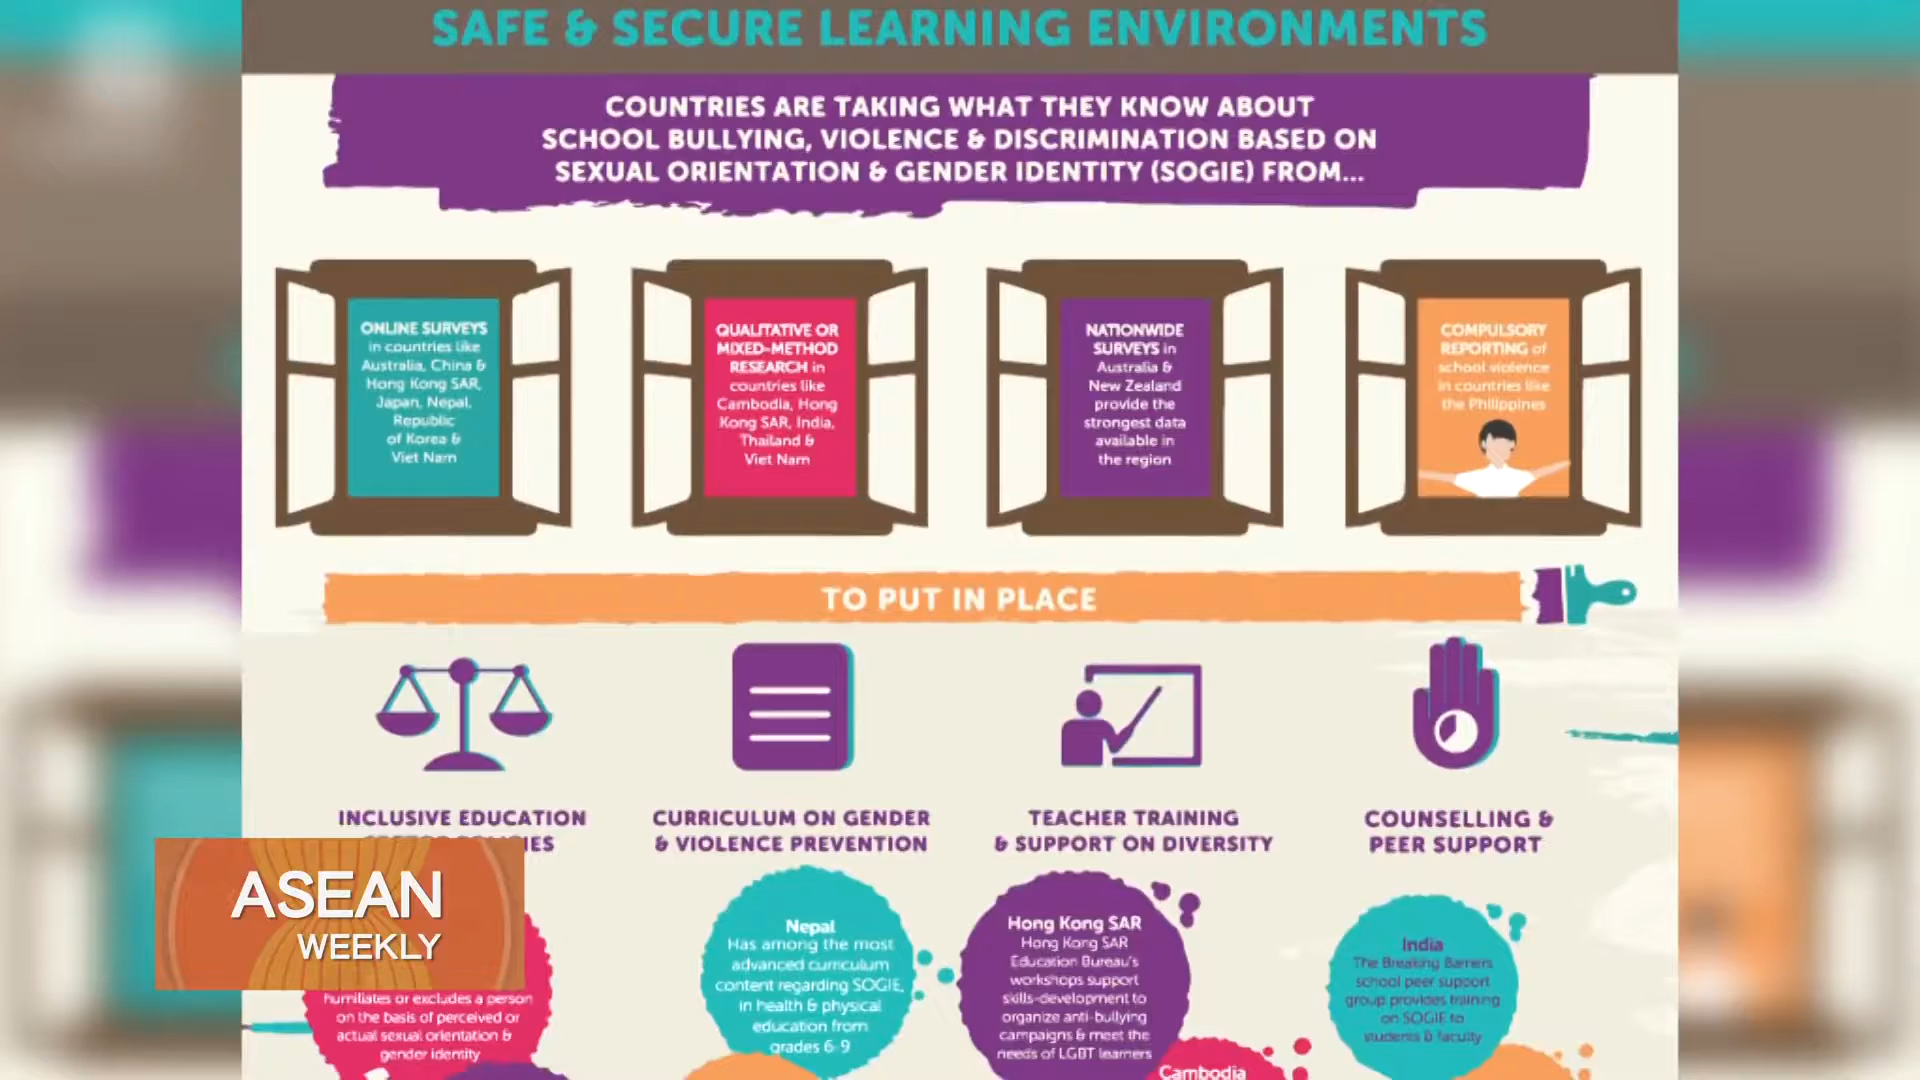 SAFE & SECURE LEARNING ENVIRONMENTS
COUNTRIES ARE TAKING WHAT THEY KNOW ABOUT
SCHOOL BULLYING, VIOLENCE & DISCRIMINATION BASED ON
SEXUAL ORIENTATION & GENDER IDENTITY (SOGIE) FROM...
ONLINE SURVEYS
in countries like
Australia, China &
Hong Kong SAR,
Japan, Nepal,
Republic
of Korea &
Viet Nam
QUALITATIVE OR
MIXED-METHOD
RESEARCH in
countries like
Cambodia, Hong
Kong SAR, India,
Thailand &
Viet Nam
NATIONWIDE
SURVEYS in
Australia &
New Zealand
provide the
strongest data
available in
the region
COMPULSORY
REPORTING of
school violence
in countries like
the Philippines
TO PUT IN PLACE
INCLUSIVE EDUCATION
CURRICULUM ON GENDER
& VIOLENCE PREVENTION
TEACHER TRAINING
& SUPPORT ON DIVERSITY
COUNSELLING &
PEER SUPPORT
ASEAN
WEEKLY
humiliates or excludes a person
on the basis of perceived or
actual sexual orientation &
gender identity
Nepal
Has among the most
advanced curriculum
content regarding SOGIE,
in health & physical
education from
grades 6-9
Hong Kong SAR
Hong Kong SAR
Education Bureau's
workshops support
skills-development to
organize anti-bullying
campaigns & meet the
needs of LGBT learners
Cambodia
India
The Breaking Barriers
school peer support
group provides training
on SOGIE to
students & faculty